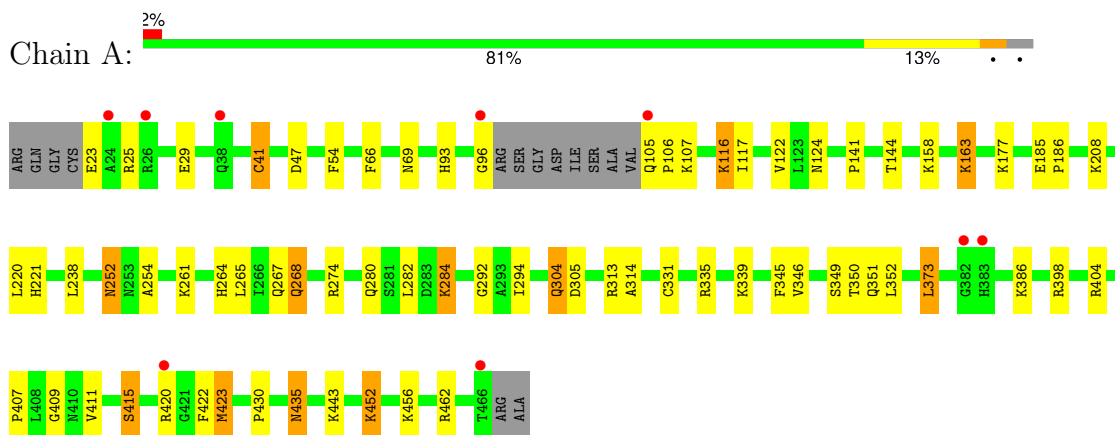 2%
Chain A:
81% 13% • •
ARG GLN GLY CYS E23 A24 R25 R26 E29 Q38 C41 D47 F54 F66 N69 H93 G96 ARG SER GLY ASP ILE SER ALA VAL Q105 P106 K107 K116 I117 V122 L123 N124 P141 T144 K158 K163 K177 E185 P186 K208
L220 H221 L238 N252 N253 A254 K261 H264 L265 I266 Q267 Q268 R274 Q280 S281 L282 D283 K284 G292 A293 I294 Q304 D305 R313 A314 C331 R335 K339 F345 V346 S349 T350 Q351 L352 L373 G382 H383 K386 R398 R404
P407 L408 G409 N410 V411 S415 R420 G421 F422 M423 P430 N435 K443 K452 K456 R462 T466 ARG ALA